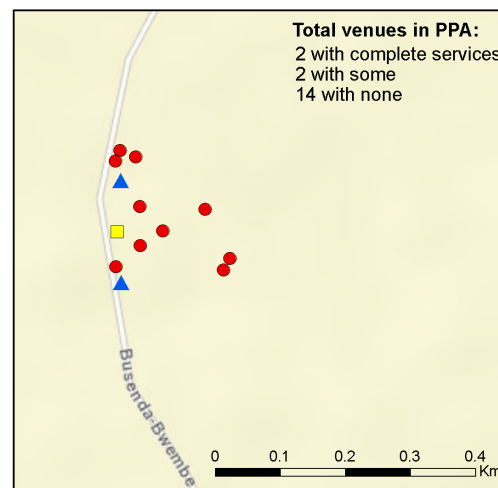 Total venues in PPA:
2 with complete services
2 with some
14 with none
Busenda-Bwembe
0 0.1 0.2 0.3 0.4
Km